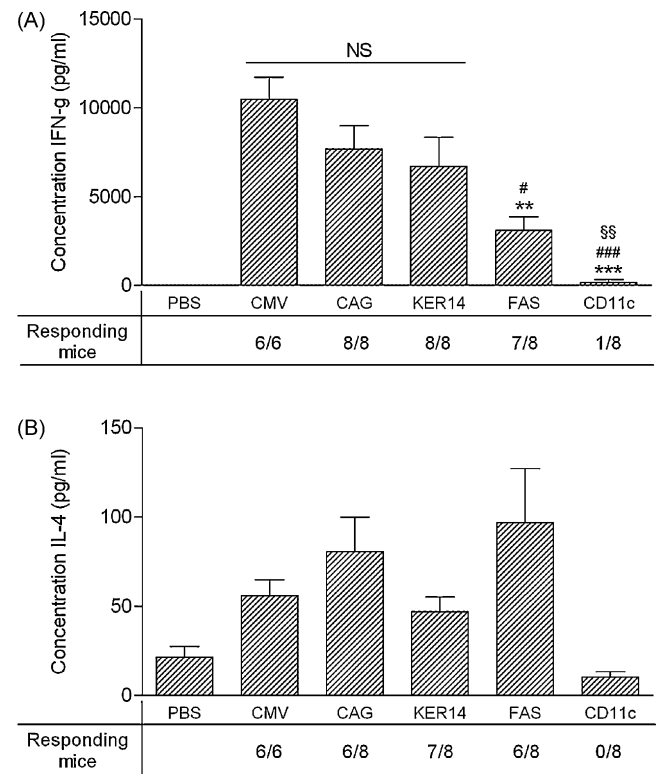 (A)
Concentration IFN-g (pg/ml)
15000
10000
5000
0
NS
#
**
§§
###
***
PBS CMV CAG KER14 FAS CD11c
Responding mice 6/6 8/8 8/8 7/8 1/8
(B)
Concentration IL-4 (pg/ml)
150
100
50
0
PBS CMV CAG KER14 FAS CD11c
Responding mice 6/6 6/8 7/8 6/8 0/8